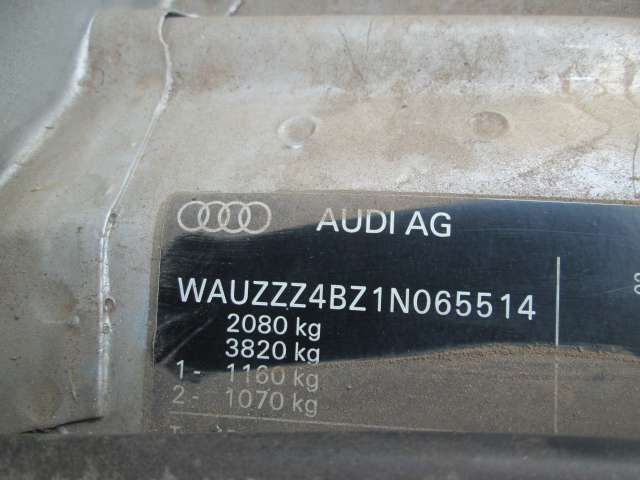 AUDI AG
WAUZZZ4BZ1N065514
2080 kg
3820 kg
1 - 1160 kg
2 - 1070 kg